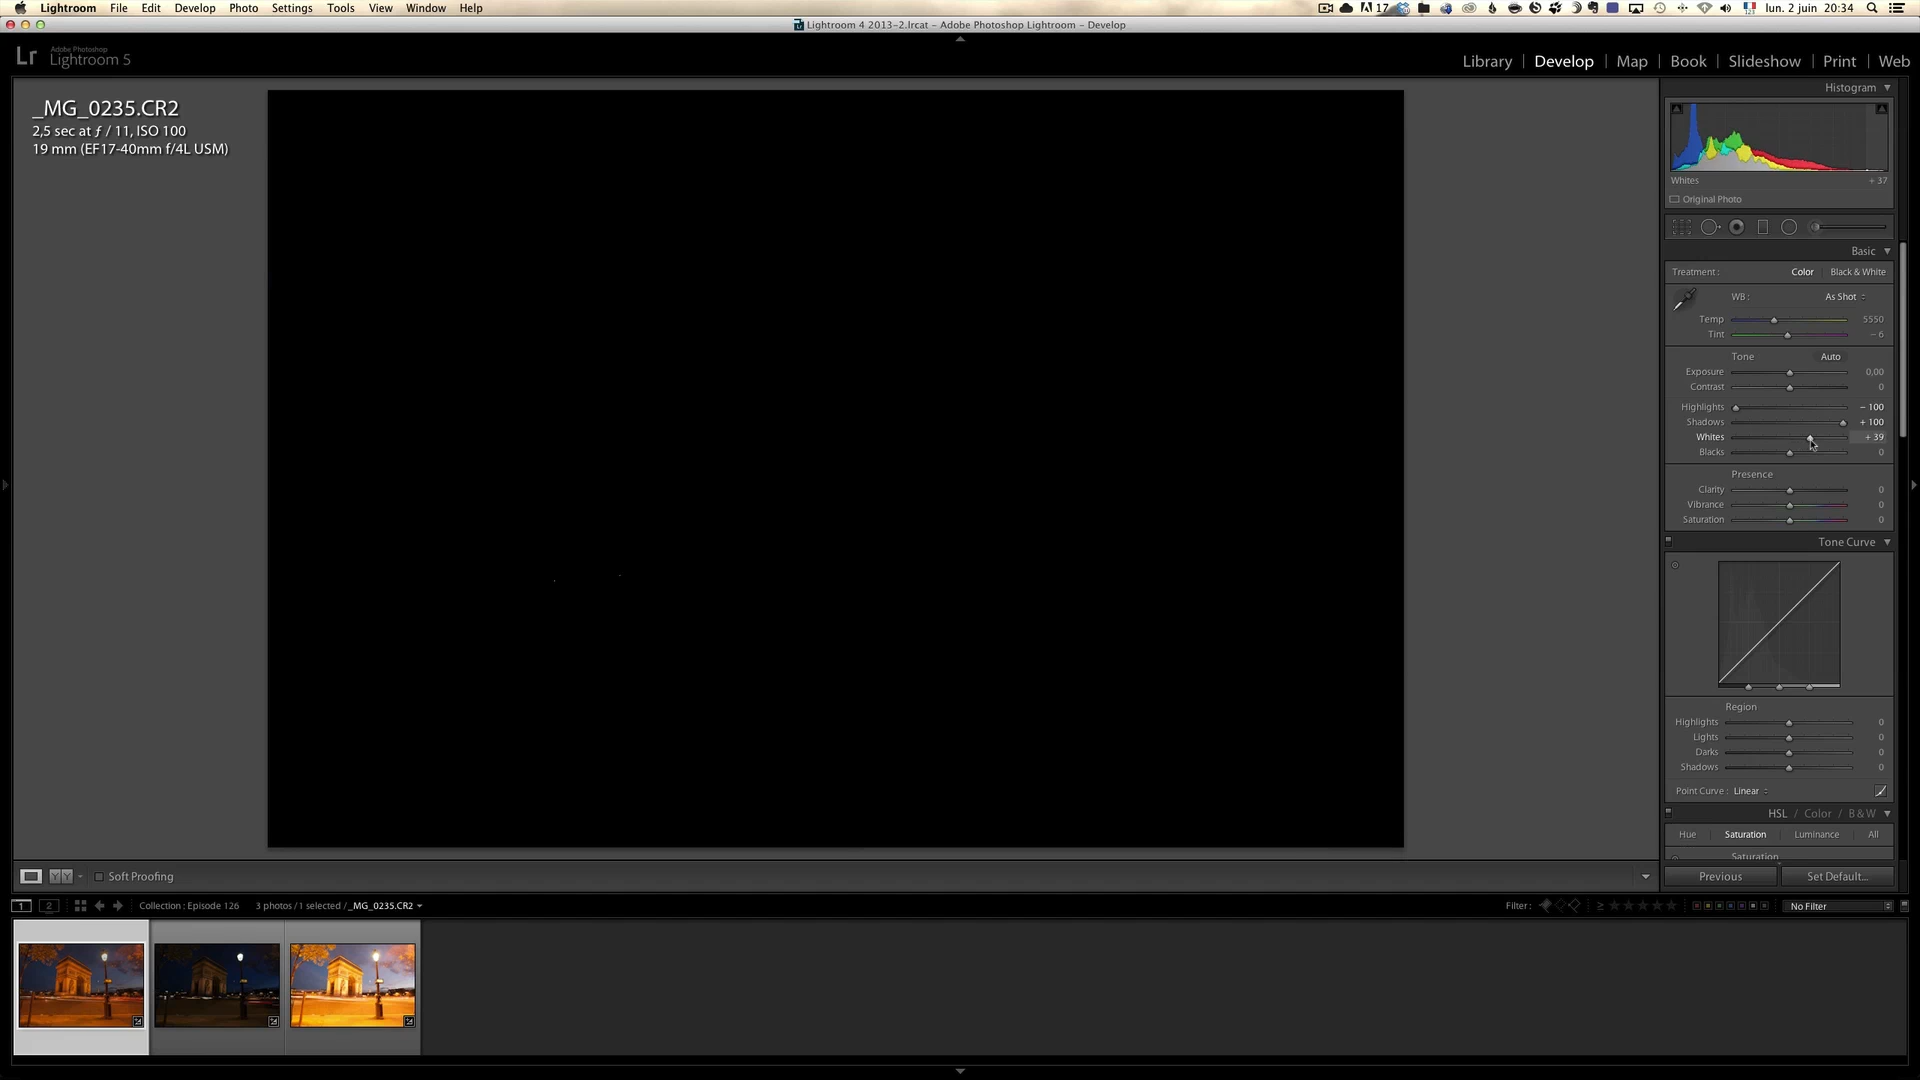 Lightroom File Edit Develop Photo Settings Tools View Window Help 17 lun. 2 juin 20:34
Lightroom 4 2013-2.lrcat - Adobe Photoshop Lightroom - Develop
Lr Adobe Photoshop
Lightroom 5
Library | Develop | Map | Book | Slideshow | Print | Web
_MG_0235.CR2
2,5 sec at ƒ / 11, ISO 100
19 mm (EF17-40mm f/4L USM)
Histogram
Whites + 37
Original Photo
Basic
Treatment : Color Black & White
WB : As Shot
Temp 5550
Tint - 6
Tone Auto
Exposure 0,00
Contrast 0
Highlights - 100
Shadows + 100
Whites + 39
Blacks 0
Presence
Clarity 0
Vibrance 0
Saturation 0
Tone Curve
Region
Highlights 0
Lights 0
Darks 0
Shadows 0
Point Curve : Linear
HSL / Color / B & W
Hue Saturation Luminance All
Saturation
Y Y Soft Proofing
Previous Set Default...
1 2 Collection : Episode 126 3 photos / 1 selected / _MG_0235.CR2 Filter : ≥ No Filter